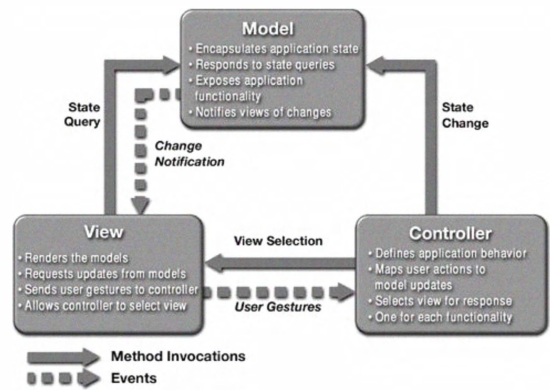 Model
• Encapsulates application state
• Responds to state queries
• Exposes application
functionality
• Notifies views of changes
State
Query
Change
Notification
State
Change
View
• Renders the models
• Requests updates from models
• Sends user gestures to controller
• Allows controller to select view
View Selection
User Gestures
Controller
• Defines application behavior
• Maps user actions to
model updates
• Selects view for response
• One for each functionality
Method Invocations
Events